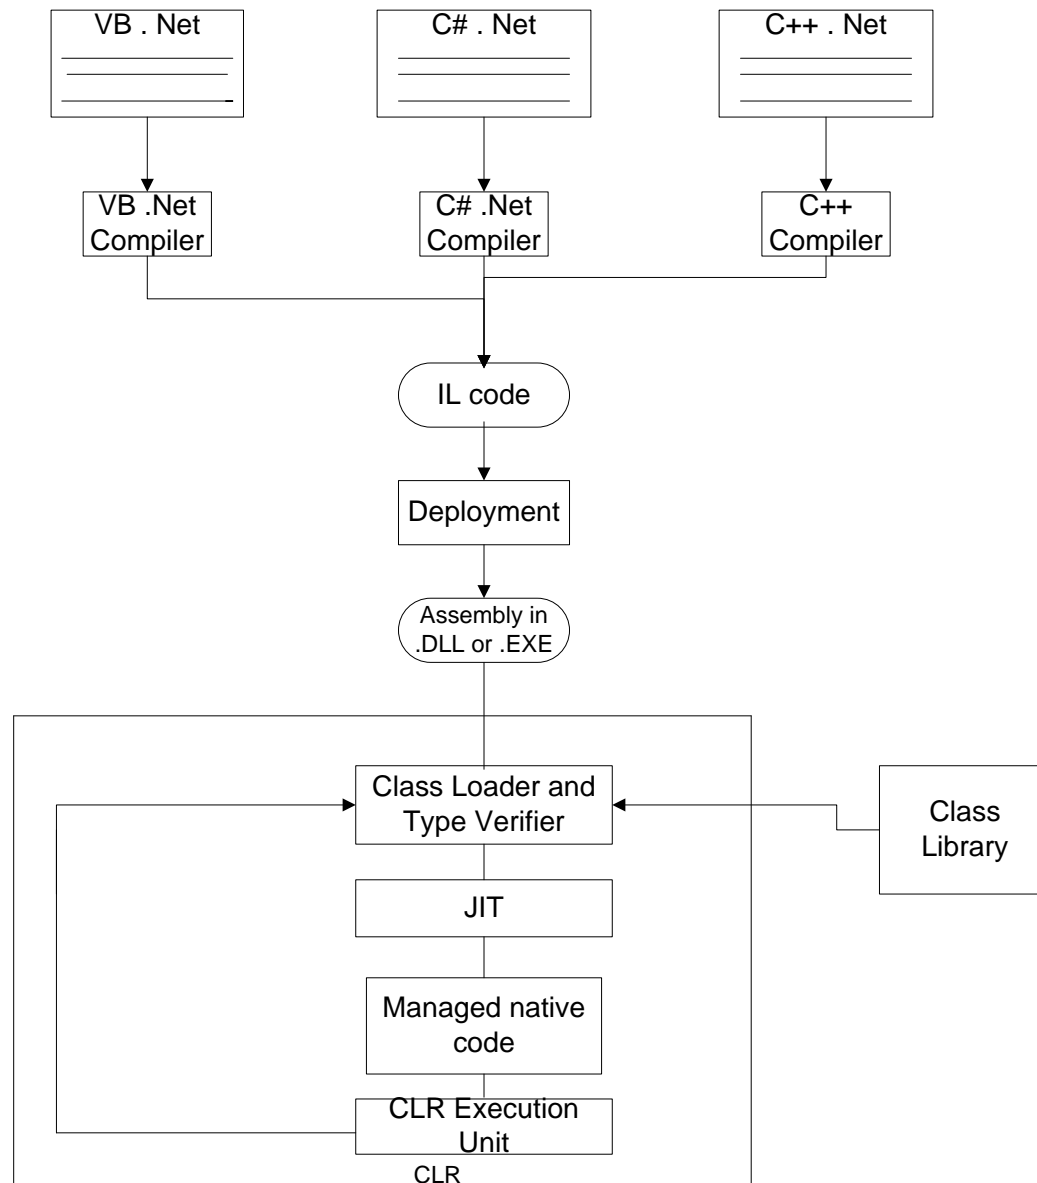 VB . Net
C# . Net
C++ . Net
VB .Net
Compiler
C# .Net
Compiler
C++
Compiler
IL code
Deployment
Assembly in
.DLL or .EXE
Class Loader and
Type Verifier
Class
Library
JIT
Managed native
code
CLR Execution
Unit
CLR